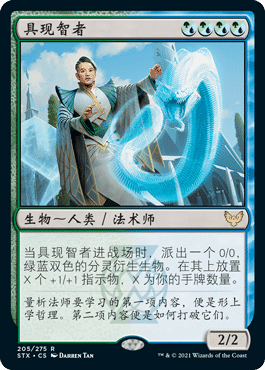 具现智者
生物～人类／法术师
当具现智者进战场时，派出一个0/0，
绿蓝双色的分灵衍生生物。在其上放置
X个+1/+1指示物，X为你的手牌数量。
量析法师要学习的第一项内容，便是形上
学哲理。第二项内容便是如何打破它们。
2/2
205/275 R
STX • CS DARREN TAN
™ & © 2021 Wizards of the Coast